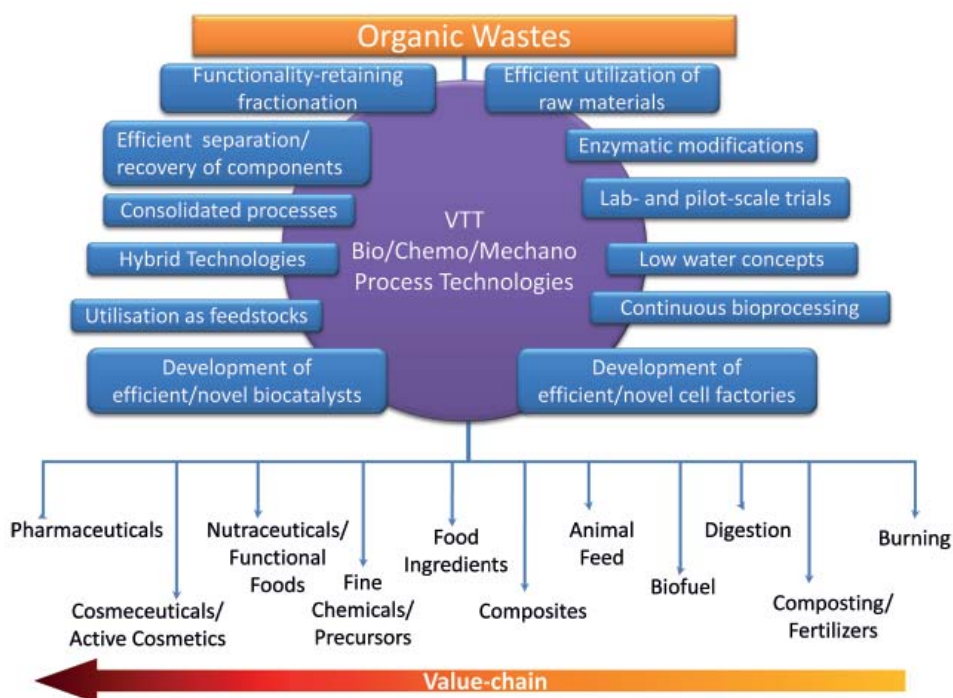 Organic Wastes
Functionality-retaining
fractionation
Efficient utilization of
raw materials
Efficient separation/
recovery of components
Enzymatic modifications
Consolidated processes
Lab- and pilot-scale trials
VTT
Bio/Chemo/Mechano
Process Technologies
Hybrid Technologies
Low water concepts
Utilisation as feedstocks
Continuous bioprocessing
Development of
efficient/novel biocatalysts
Development of
efficient/novel cell factories
Pharmaceuticals
Cosmeceuticals/
Active Cosmetics
Nutraceuticals/
Functional
Foods
Fine
Chemicals/
Precursors
Food
Ingredients
Composites
Animal
Feed
Biofuel
Digestion
Composting/
Fertilizers
Burning
Value-chain